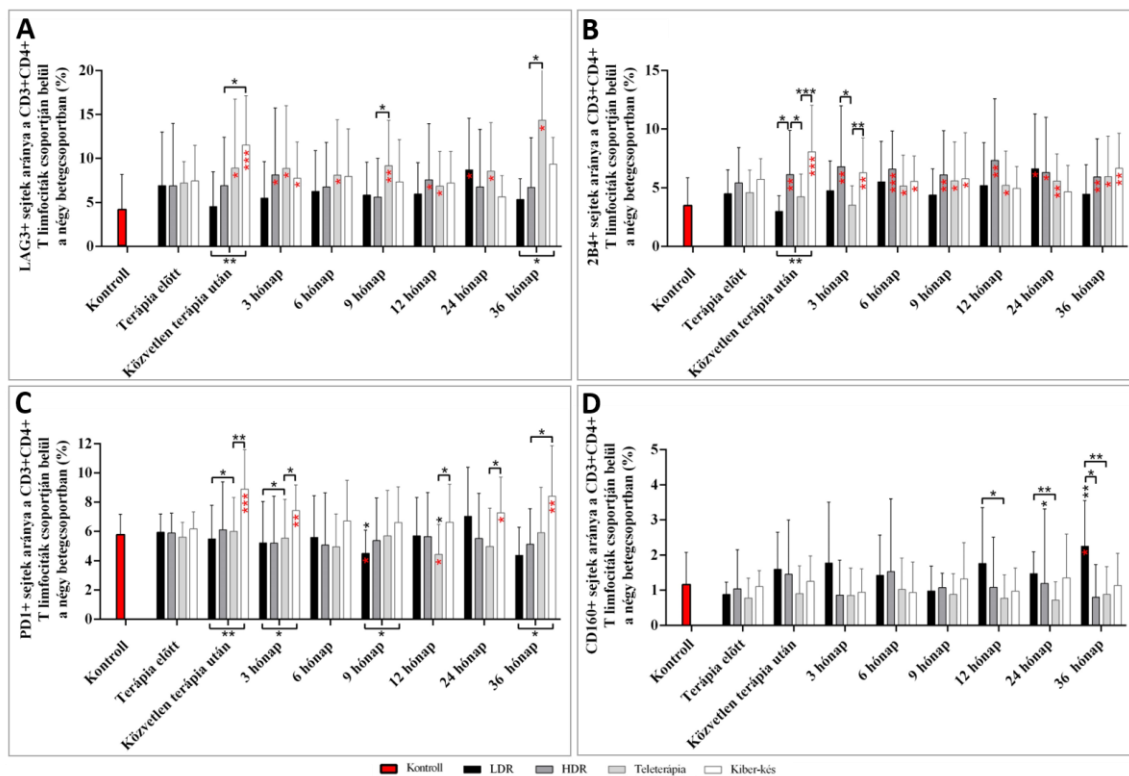 A
LAG3+ sejtek aránya a CD3+CD4+
T limfociták csoportján belül
a négy betegcsoportban (%)
20
15
10
5
0
*
*
*
*
***
*
*
*
*
***
*
*
*
*
*
**
*
Kontroll
Terápia előtt
Közvetlen terápia után
3 hónap
6 hónap
9 hónap
12 hónap
24 hónap
36 hónap
B
2B4+ sejtek aránya a CD3+CD4+
T limfociták csoportján belül
a négy betegcsoportban (%)
15
10
5
0
*
*
***
*
**
**
Kontroll
Terápia előtt
Közvetlen terápia után
3 hónap
6 hónap
9 hónap
12 hónap
24 hónap
36 hónap
C
PD1+ sejtek aránya a CD3+CD4+
T limfociták csoportján belül
a négy betegcsoportban (%)
12
10
8
6
4
2
0
*
**
*
*
*
*
*
*
*
**
*
*
*
Kontroll
Terápia előtt
Közvetlen terápia után
3 hónap
6 hónap
9 hónap
12 hónap
24 hónap
36 hónap
D
CD160+ sejtek aránya a CD3+CD4+
T limfociták csoportján belül
a négy betegcsoportban (%)
5
4
3
2
1
0
*
**
*
**
*
**
*
Kontroll
Terápia előtt
Közvetlen terápia után
3 hónap
6 hónap
9 hónap
12 hónap
24 hónap
36 hónap
Kontroll LDR HDR Teleterápia Kiber-kés